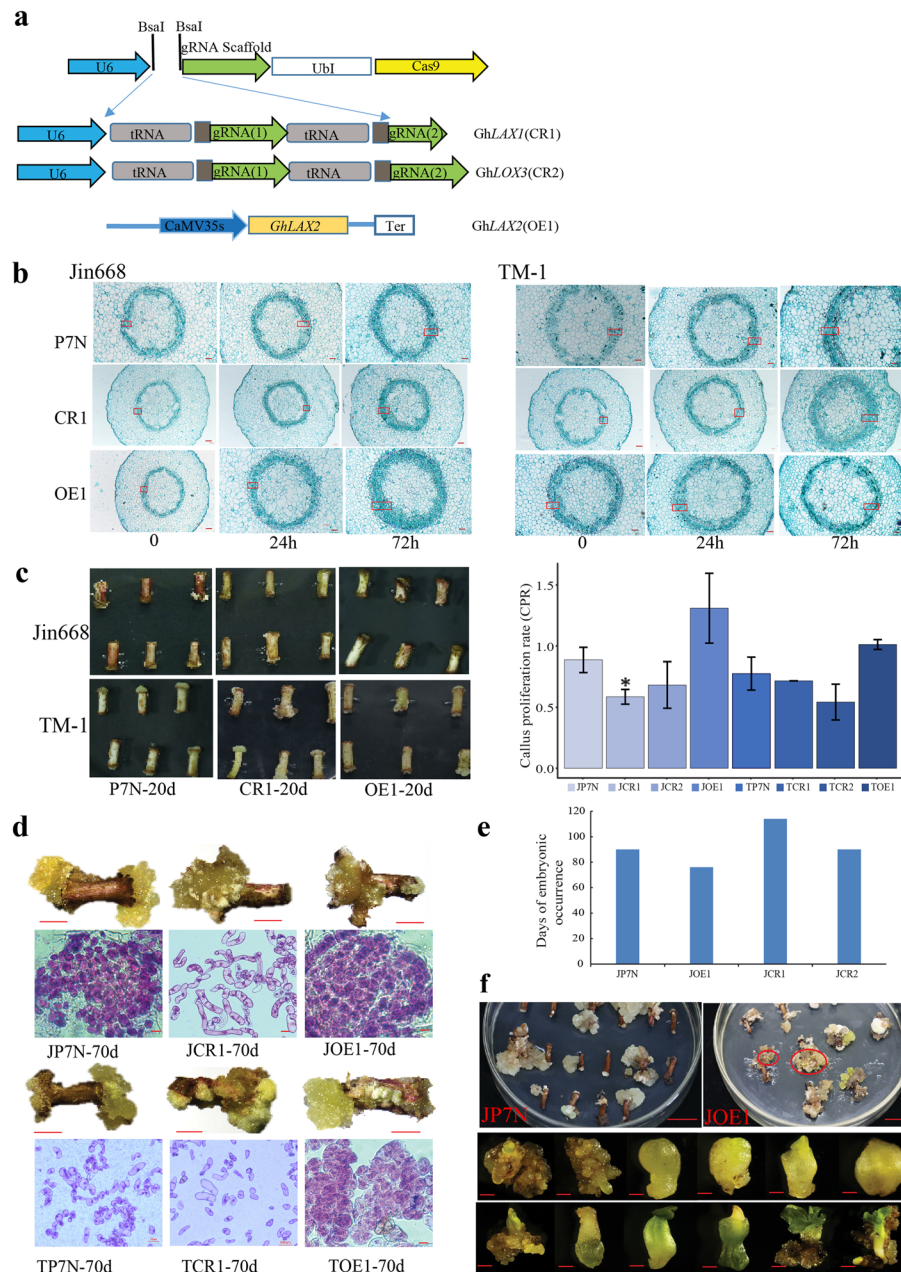 a
BsaI BsaI
gRNA Scaffold
U6 UbI Cas9
U6 tRNA gRNA(1) tRNA gRNA(2) GhLAX1(CR1)
U6 tRNA gRNA(1) tRNA gRNA(2) GhLOX3(CR2)
CaMV35s GhLAX2 Ter GhLAX2(OE1)
b
Jin668 TM-1
P7N
CR1
OE1
0 24h 72h 0 24h 72h
c
Jin668
TM-1
P7N-20d CR1-20d OE1-20d
Callus proliferation rate (CPR)
1.5
1.0
0.5
0.0
*
JP7N JCR1 JCR2 JOE1 TP7N TCR1 TCR2 TOE1
d
JP7N-70d JCR1-70d JOE1-70d
TP7N-70d TCR1-70d TOE1-70d
e
Days of embryonic
occurrence
120
100
80
60
40
20
0
JP7N JOE1 JCR1 JCR2
f
JP7N JOE1